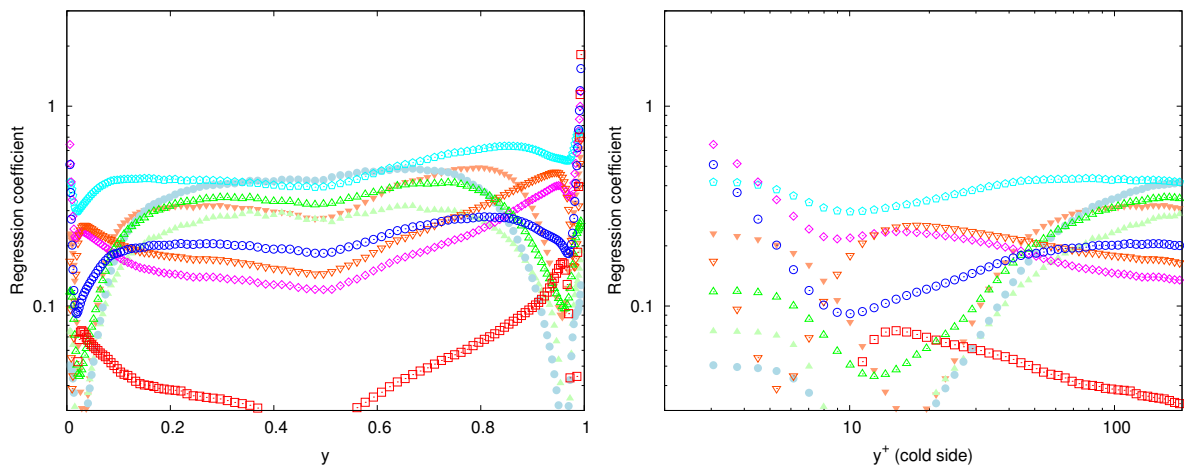 Regression coefficient
1
0.1
0 0.2 0.4 0.6 0.8 1
y
Regression coefficient
1
0.1
10 100
y+ (cold side)